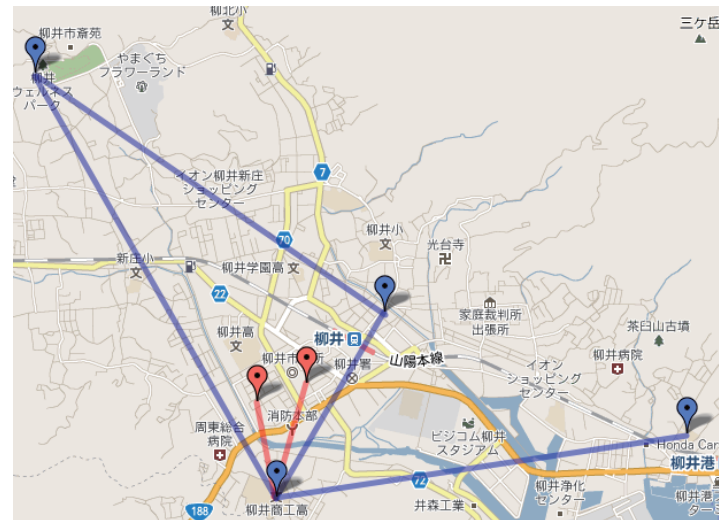 柳北小
文
三ケ岳
柳井市斎苑
やまぐち
フラワーランド
柳井
ウェルネス
パーク
7
イオン柳井新庄
ショッピング
センター
柳井小
文
70
新庄小
文
柳井学園高 文
光台寺
22
家庭裁判所
出張所
柳井高
文
柳井
茶臼山古墳
山陽本線
柳井市
所
柳井署
イオン
ショッピング
センター
柳井病院
消防本部
周東総合
病院
ビジコム柳井
スタジアム
Honda Car
柳井港
72
188
柳井商工高
井森工業
柳井浄化
センター
柳井港
ター